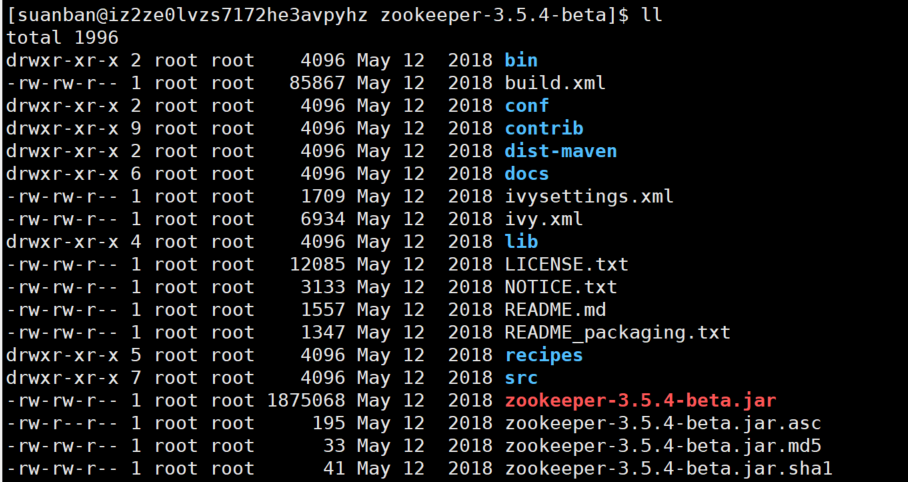 [suanban@iz2ze0lvzs7172he3avpyhz zookeeper-3.5.4-beta]$ ll
total 1996
drwxr-xr-x 2 root root    4096 May 12  2018 bin
-rw-rw-r-- 1 root root   85867 May 12  2018 build.xml
drwxr-xr-x 2 root root    4096 May 12  2018 conf
drwxr-xr-x 9 root root    4096 May 12  2018 contrib
drwxr-xr-x 2 root root    4096 May 12  2018 dist-maven
drwxr-xr-x 6 root root    4096 May 12  2018 docs
-rw-rw-r-- 1 root root    1709 May 12  2018 ivysettings.xml
-rw-rw-r-- 1 root root    6934 May 12  2018 ivy.xml
drwxr-xr-x 4 root root    4096 May 12  2018 lib
-rw-rw-r-- 1 root root   12085 May 12  2018 LICENSE.txt
-rw-rw-r-- 1 root root    3133 May 12  2018 NOTICE.txt
-rw-rw-r-- 1 root root    1557 May 12  2018 README.md
-rw-rw-r-- 1 root root    1347 May 12  2018 README_packaging.txt
drwxr-xr-x 5 root root    4096 May 12  2018 recipes
drwxr-xr-x 7 root root    4096 May 12  2018 src
-rw-rw-r-- 1 root root 1875068 May 12  2018 zookeeper-3.5.4-beta.jar
-rw-r--r-- 1 root root     195 May 12  2018 zookeeper-3.5.4-beta.jar.asc
-rw-rw-r-- 1 root root      33 May 12  2018 zookeeper-3.5.4-beta.jar.md5
-rw-rw-r-- 1 root root      41 May 12  2018 zookeeper-3.5.4-beta.jar.sha1